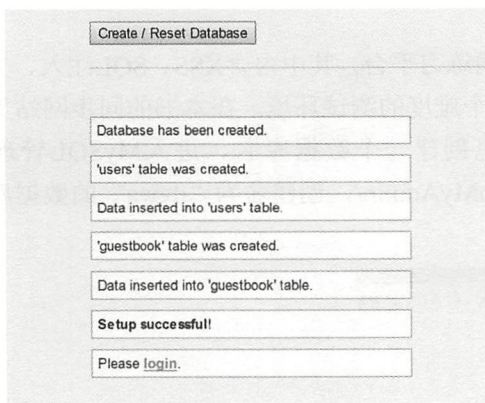 Create / Reset Database
Database has been created.
'users' table was created.
Data inserted into 'users' table.
'guestbook' table was created.
Data inserted into 'guestbook' table.
Setup successful!
Please login.